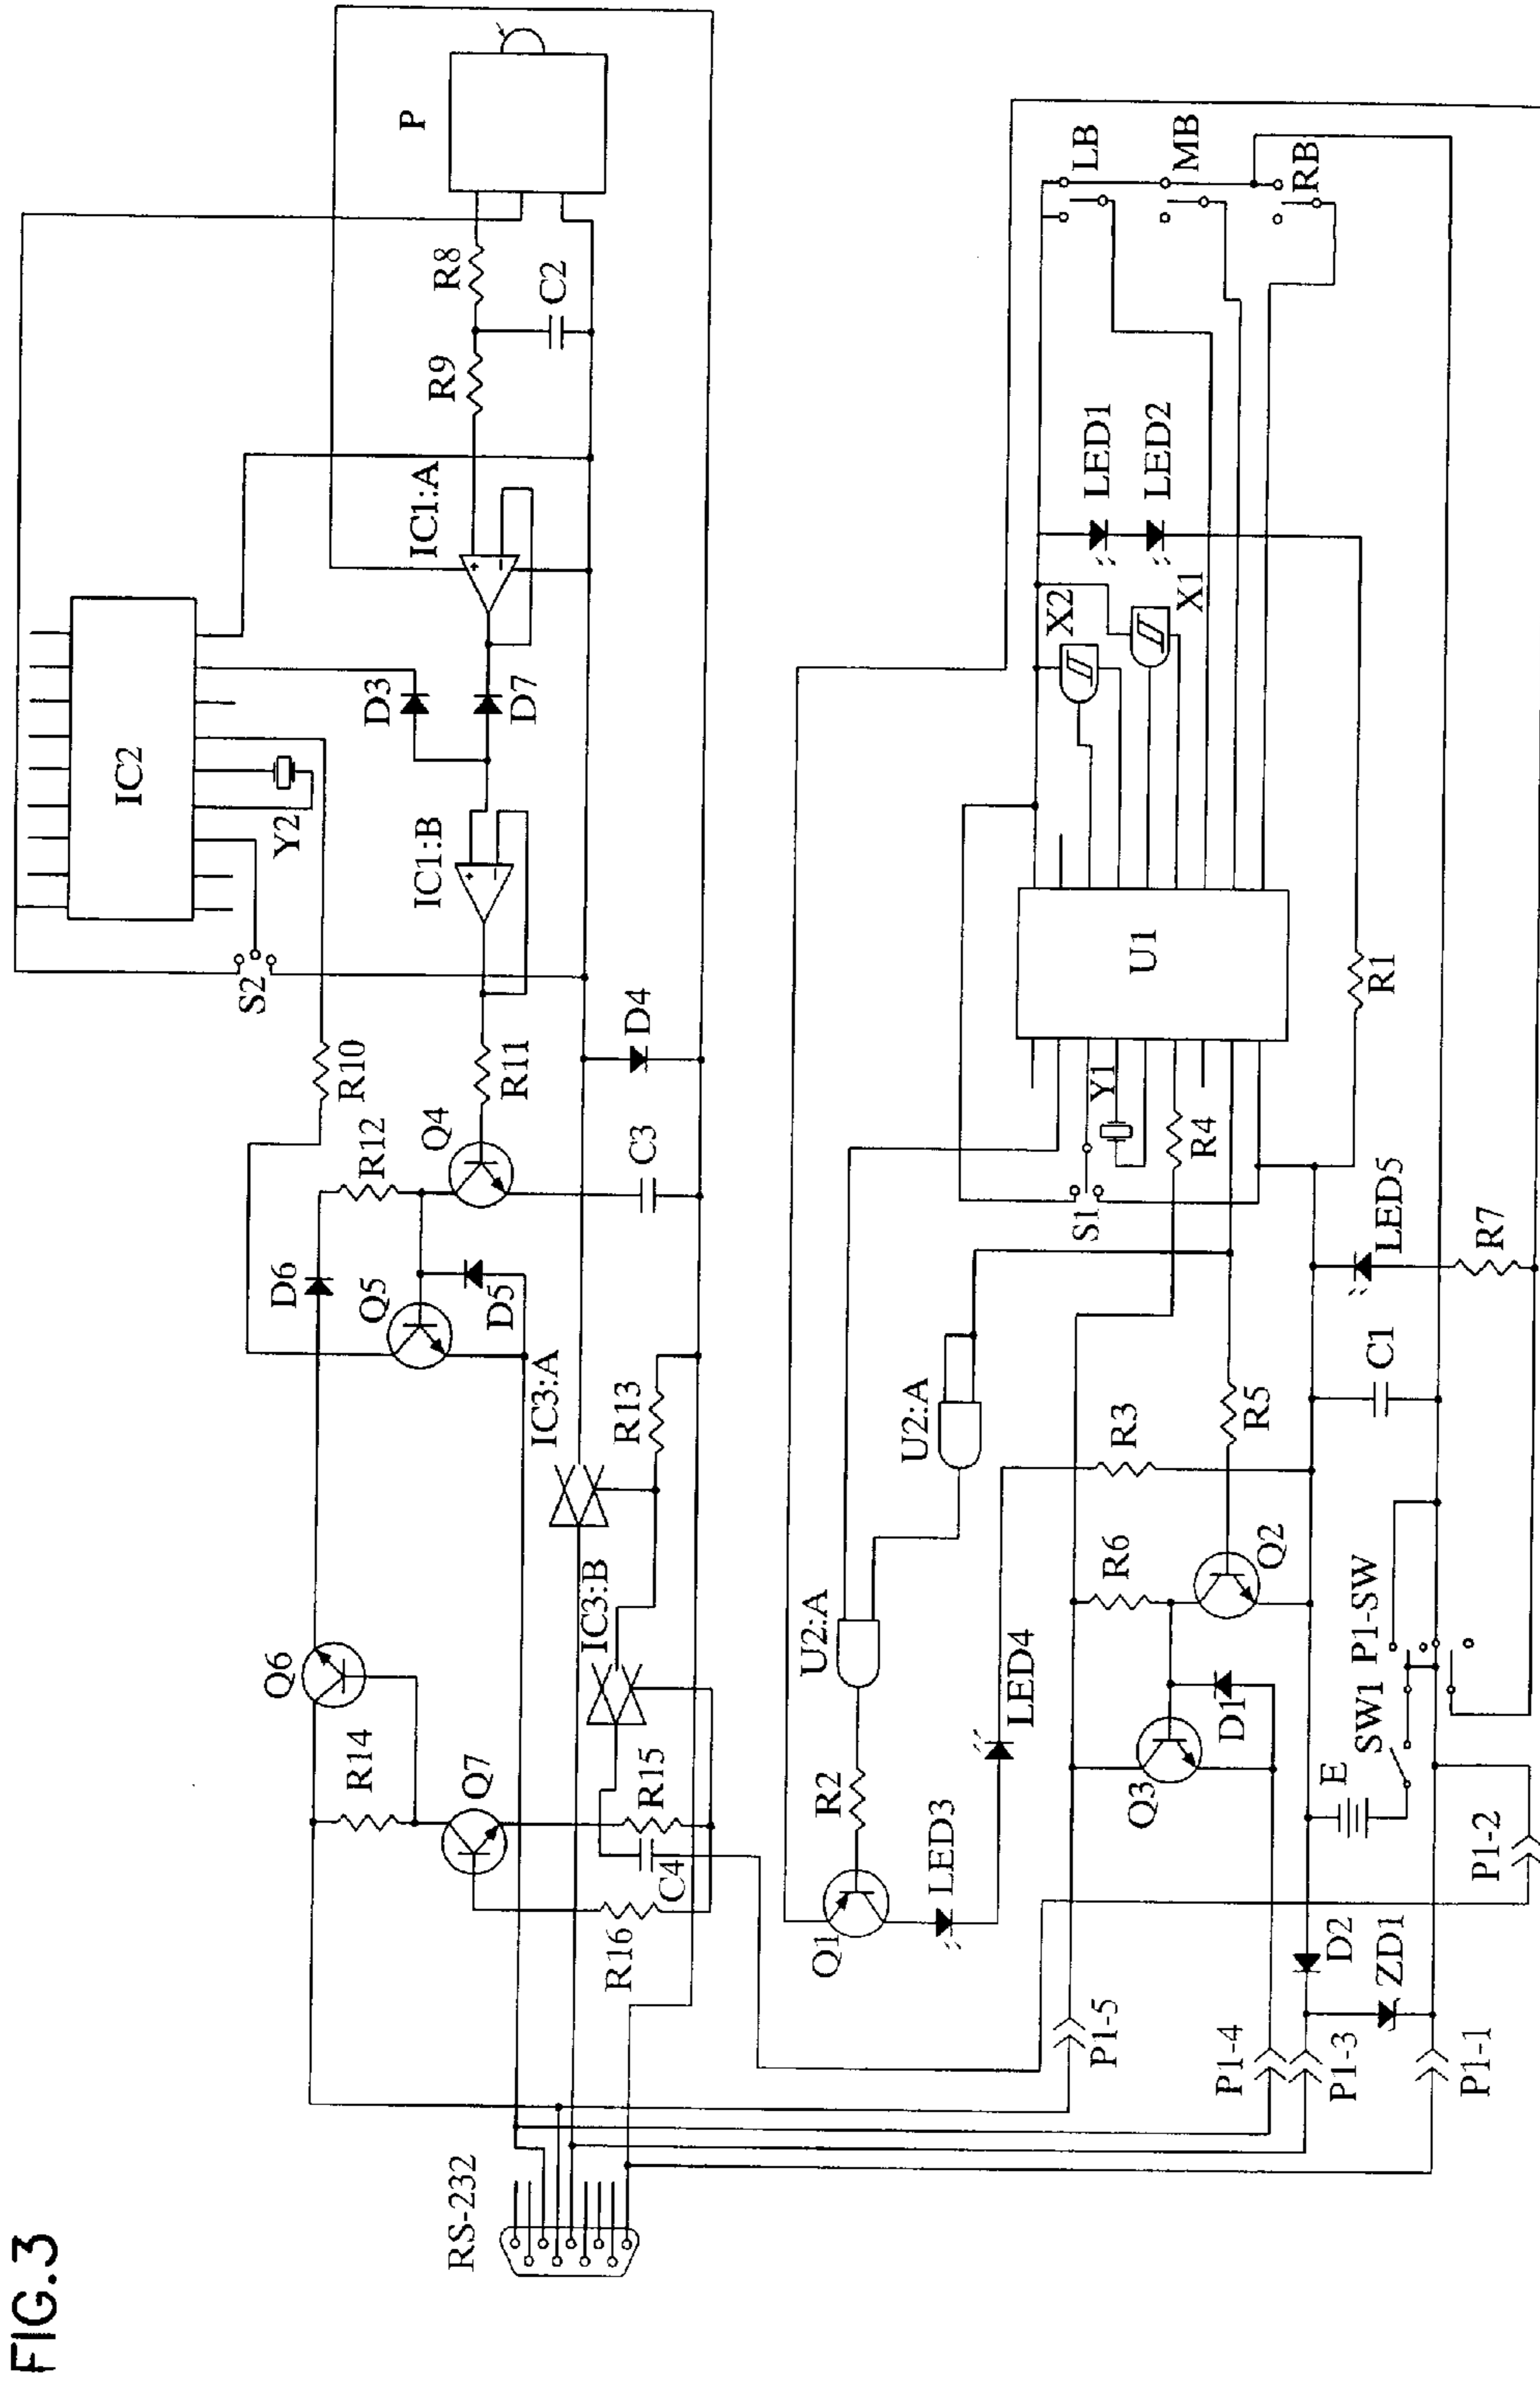 FIG.3
RS-232
Q6
D6
R14
Q7
R16
C4
R15
IC3:B
IC3:A
R13
Q5
D5
R12
Q4
R10
R11
C3
D4
S2
Y2
IC2
IC1:B
D3
D7
IC1:A
R9
R8
C2
P
Q1
R2
LED3
LED4
U2:A
U2:A
R3
R6
Q3
D1
Q2
R5
S1
Y1
R4
U1
X2
X1
LED1
LED2
LB
MB
RB
R1
LED5
R7
C1
P1-SW
SW1
E
D2
ZD1
P1-5
P1-4
P1-3
P1-1
P1-2